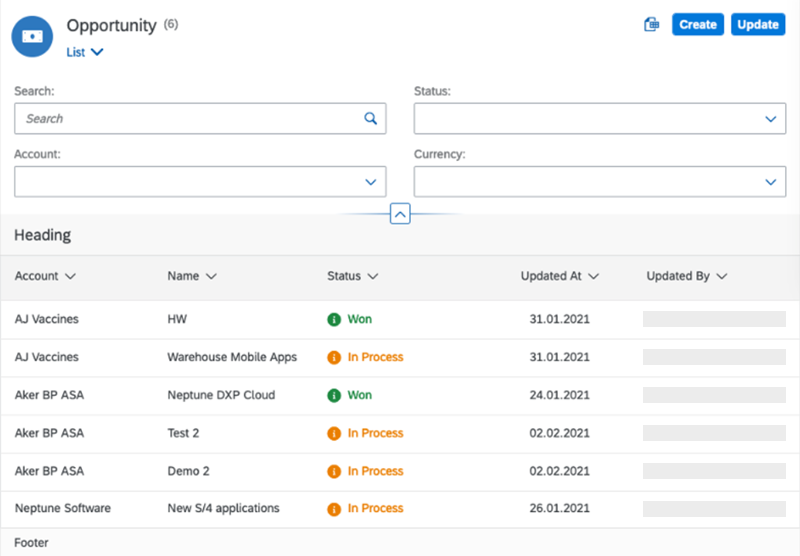 Opportunity (6)
Create
Update
List
Search:
Status:
Search
Account:
Currency:
Heading
Account Name Status Updated At Updated By
AJ Vaccines HW Won 31.01.2021
AJ Vaccines Warehouse Mobile Apps In Process 31.01.2021
Aker BP ASA Neptune DXP Cloud Won 24.01.2021
Aker BP ASA Test 2 In Process 02.02.2021
Aker BP ASA Demo 2 In Process 02.02.2021
Neptune Software New S/4 applications In Process 26.01.2021
Footer